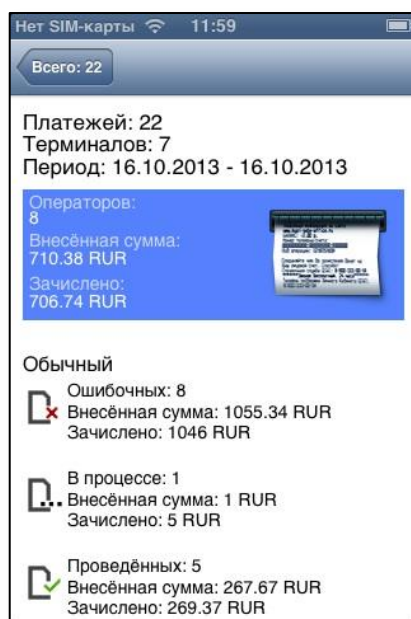 Нет SIM-карты 11:59
Всего: 22
Платежей: 22
Терминалов: 7
Период: 16.10.2013 - 16.10.2013
Операторов:
8
Внесённая сумма:
710.38 RUR
Зачислено:
706.74 RUR
Обычный
Ошибочных: 8
Внесённая сумма: 1055.34 RUR
Зачислено: 1046 RUR
В процессе: 1
Внесённая сумма: 1 RUR
Зачислено: 5 RUR
Проведённых: 5
Внесённая сумма: 267.67 RUR
Зачислено: 269.37 RUR